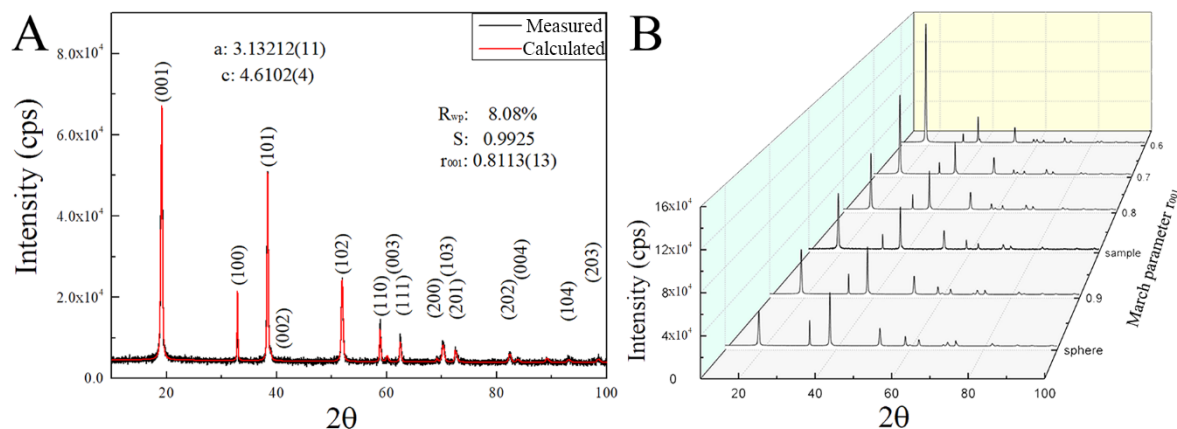 A
Measured
Calculated
a: 3.13212(11)
c: 4.6102(4)
Rwp: 8.08%
S: 0.9925
r001: 0.8113(13)
(001)
(100)
(101)
(002)
(102)
(110)
(003)
(111)
(200)
(103)
(201)
(202)
(004)
(104)
(203)
8.0x10⁴
6.0x10⁴
4.0x10⁴
2.0x10⁴
0.0
Intensity (cps)
20
40
60
80
100
2θ
B
16x10⁴
12x10⁴
8x10⁴
4x10⁴
0
Intensity (cps)
20
40
60
80
100
2θ
0.6
0.7
0.8
sample
0.9
sphere
March parameter r001